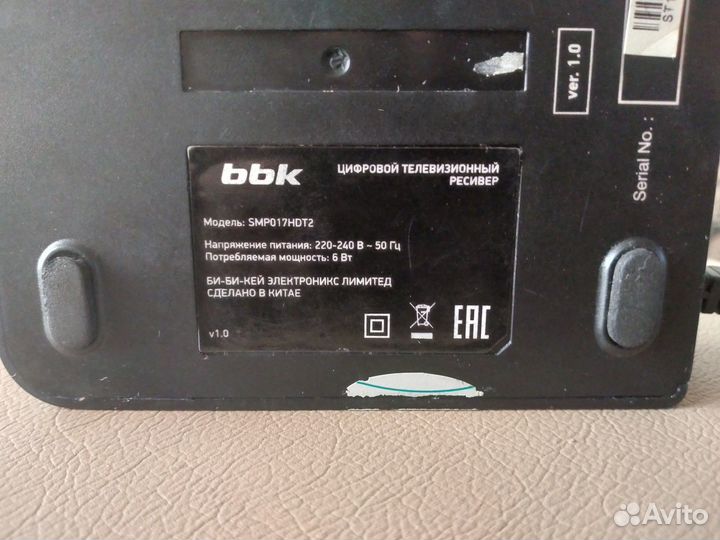 bbk
ЦИФРОВОЙ ТЕЛЕВИЗИОННЫЙ
РЕСИВЕР
Модель: SMP017HDT2
Напряжение питания: 220-240 В ~ 50 Гц
Потребляемая мощность: 6 Вт
БИ-БИ-КЕЙ ЭЛЕКТРОНИКС ЛИМИТЕД
СДЕЛАНО В КИТАЕ
v1.0
EAC
ver. 1.0
Serial No. :
Avito